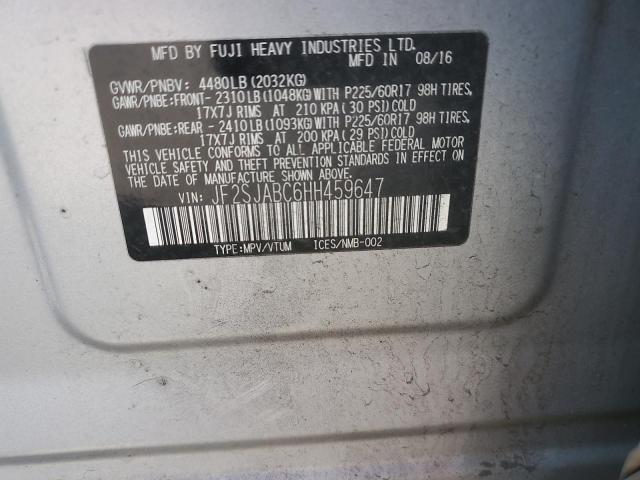 MFD BY FUJI HEAVY INDUSTRIES LTD.
MFD IN 08/16
GVWR/PNBV: 4480LB(2032KG)
GAWR/PNBE:FRONT- 2310LB(1048KG)WITH P225/60R17 98H TIRES,
17X7J RIMS AT 210 KPA( 30 PSI)COLD
GAWR/PNBE:REAR - 2410LB(1093KG)WITH P225/60R17 98H TIRES,
17X7J RIMS AT 200 KPA(29 PSI)COLD
THIS VEHICLE CONFORMS TO ALL APPLICABLE FEDERAL MOTOR
VEHICLE SAFETY AND THEFT PREVENTION STANDARDS IN
EFFECT ON THE DATE OF MANUFACTURE SHOWN ABOVE.
VIN: JF2SJABC6HH459647
TYPE:MPV/VTUM ICES/NMB-002